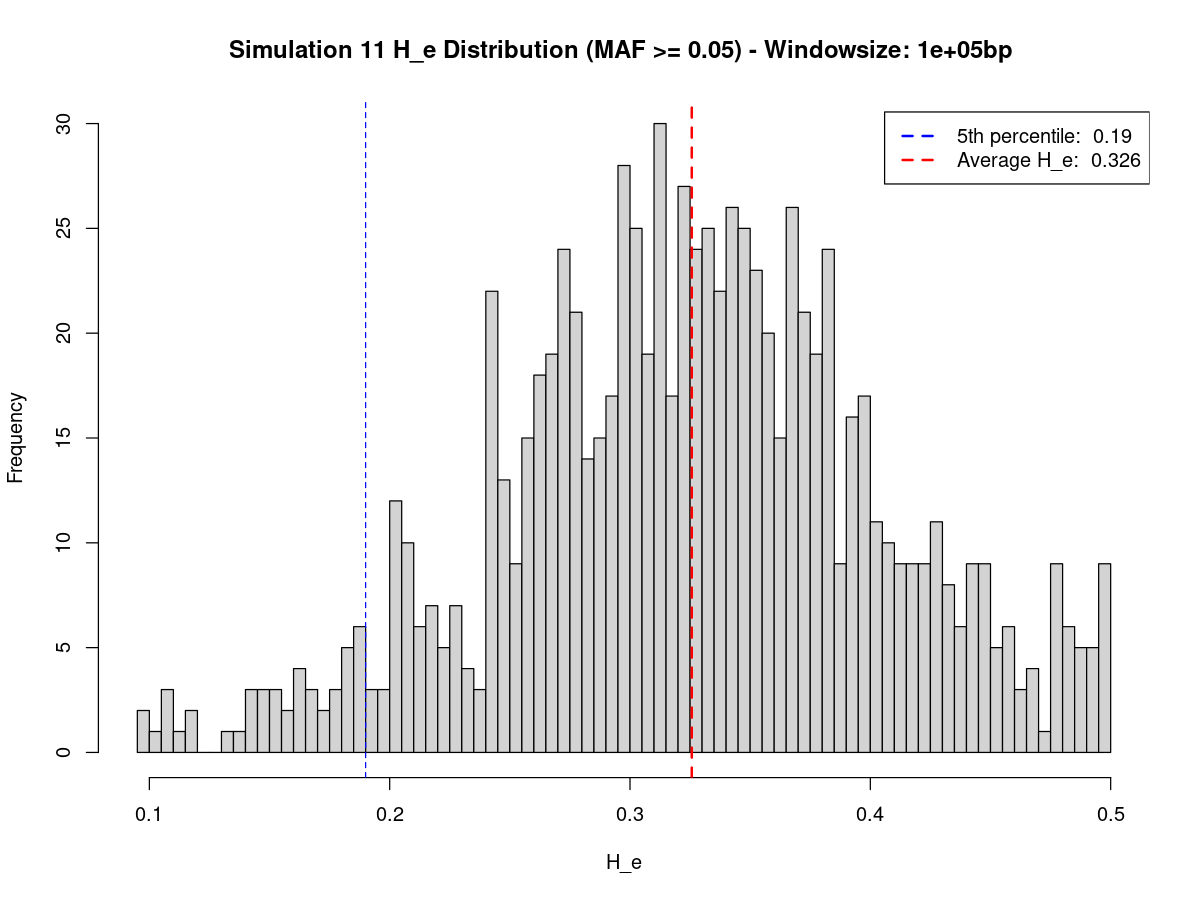 Simulation 11 H_e Distribution (MAF >= 0.05) - Windowsize: 1e+05bp
5th percentile:  0.19
Average H_e:  0.326
Frequency
30
25
20
15
10
5
0
0.1
0.2
0.3
0.4
0.5
H_e